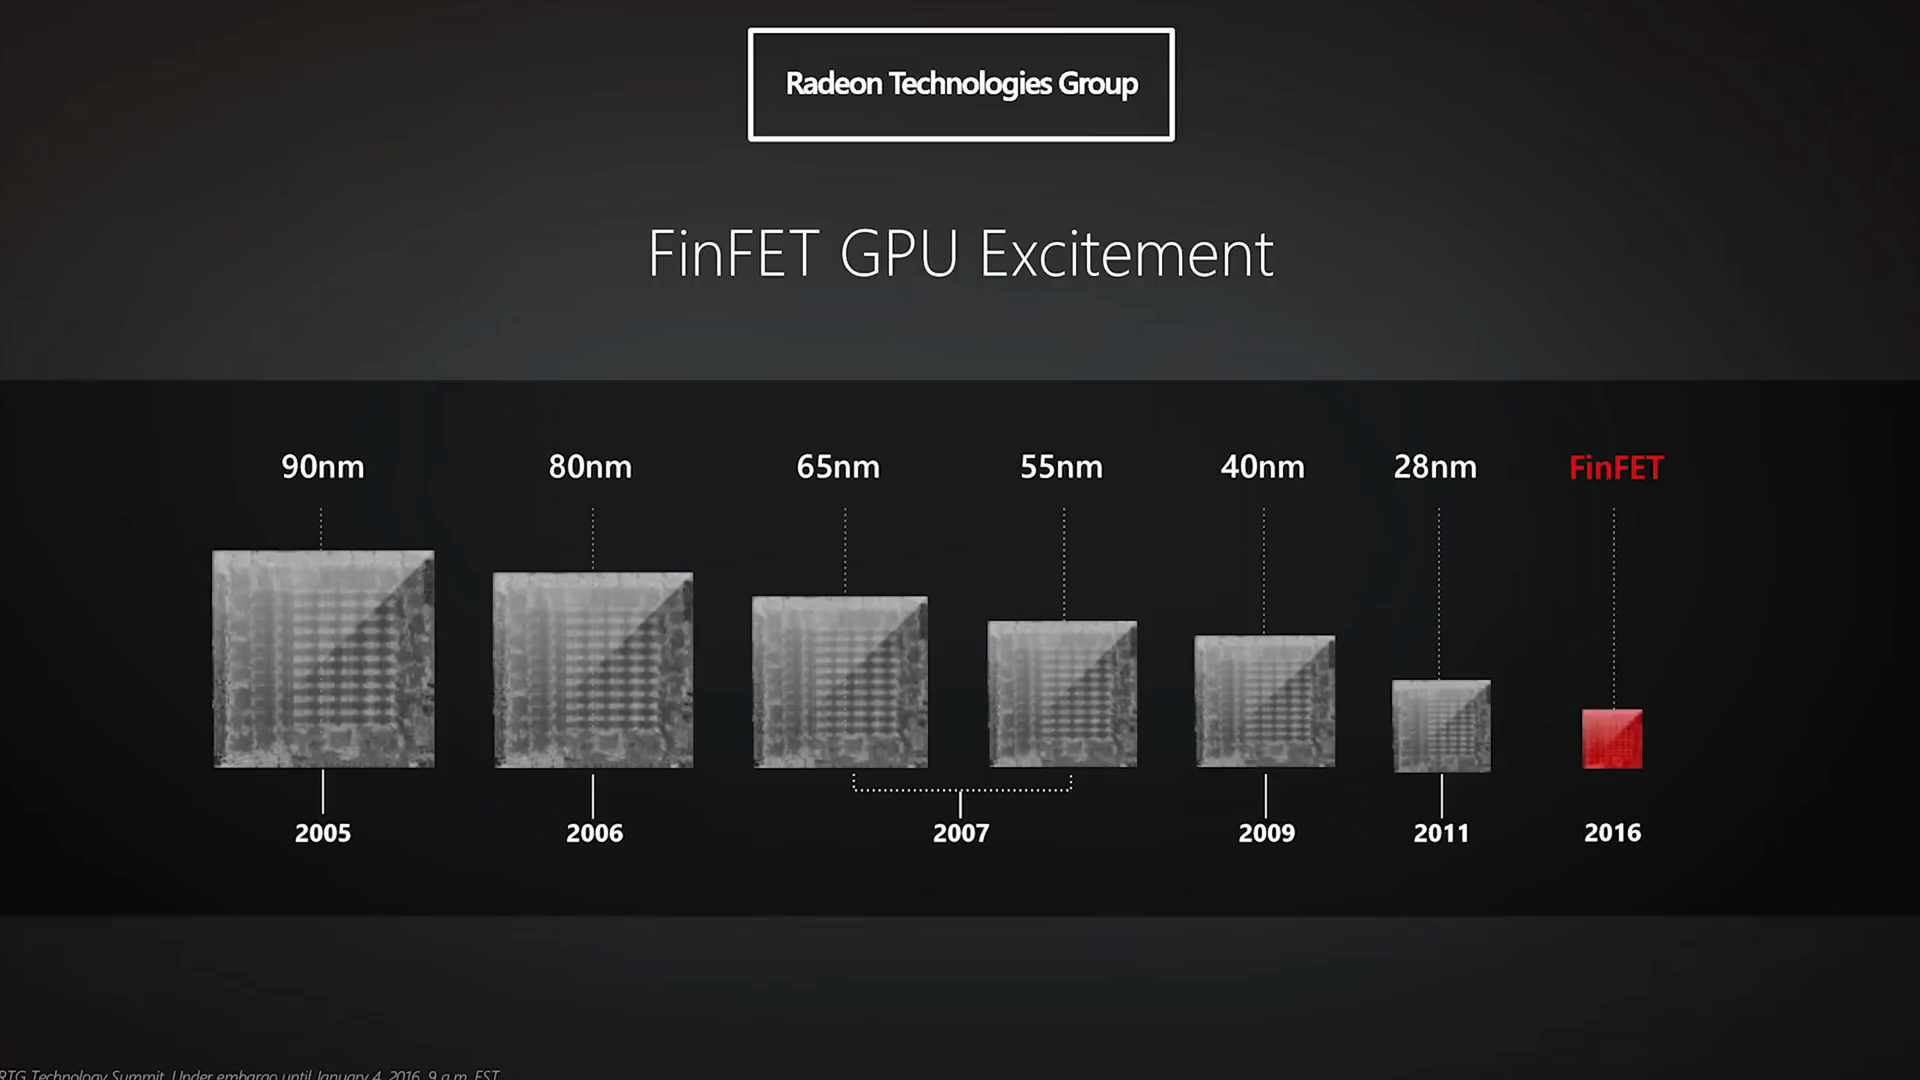 Radeon Technologies Group
FinFET GPU Excitement
90nm 80nm 65nm 55nm 40nm 28nm FinFET
2005 2006 2007 2009 2011 2016
RTG Technology Summit. Under embargo until January 4, 2016, 9 a.m. EST